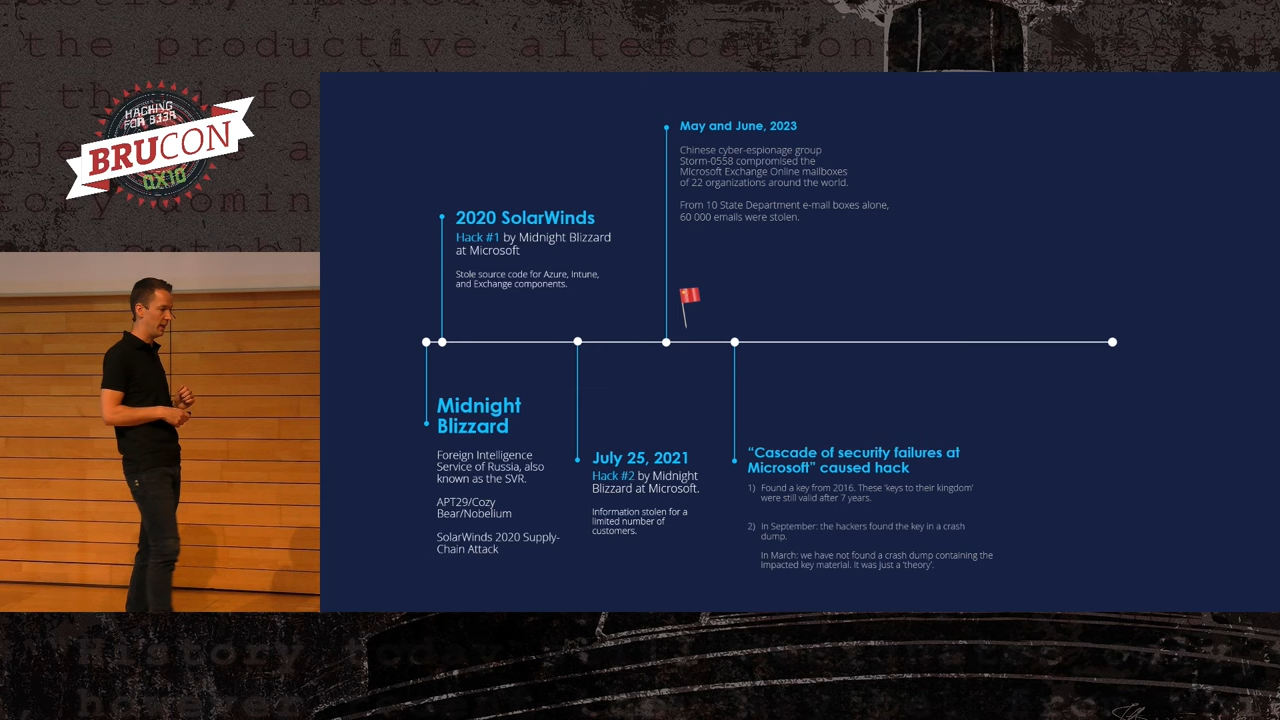 the productive altercation
HACKING
FOR B33R
BRUCON
0X10
May and June, 2023
Chinese cyber-espionage group
Storm-0558 compromised the
Microsoft Exchange Online mailboxes
of 22 organizations around the world.
From 10 State Department e-mail boxes alone,
60 000 emails were stolen.
2020 SolarWinds
Hack #1 by Midnight Blizzard
at Microsoft
Stole source code for Azure, Intune,
and Exchange components.
Midnight
Blizzard
Foreign Intelligence
Service of Russia, also
known as the SVR.
APT29/Cozy
Bear/Nobelium
SolarWinds 2020 Supply-
Chain Attack
July 25, 2021
Hack #2 by Midnight
Blizzard at Microsoft.
Information stolen for a
limited number of
customers.
“Cascade of security failures at
Microsoft” caused hack
1) Found a key from 2016. These ‘keys to their kingdom’
were still valid after 7 years.
2) In September: the hackers found the key in a crash
dump.
In March: we have not found a crash dump containing the
impacted key material. It was just a ‘theory’.
History today
however